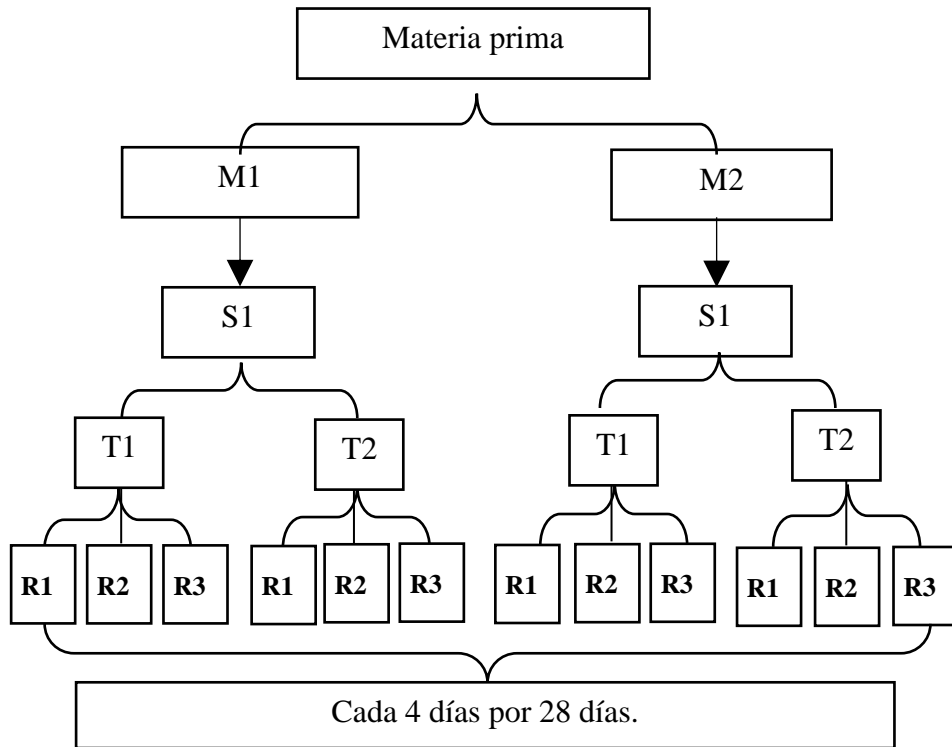 Materia prima
M1
M2
S1
S1
T1
T2
T1
T2
R1
R2
R3
R1
R2
R3
R1
R2
R3
R1
R2
R3
Cada 4 días por 28 días.